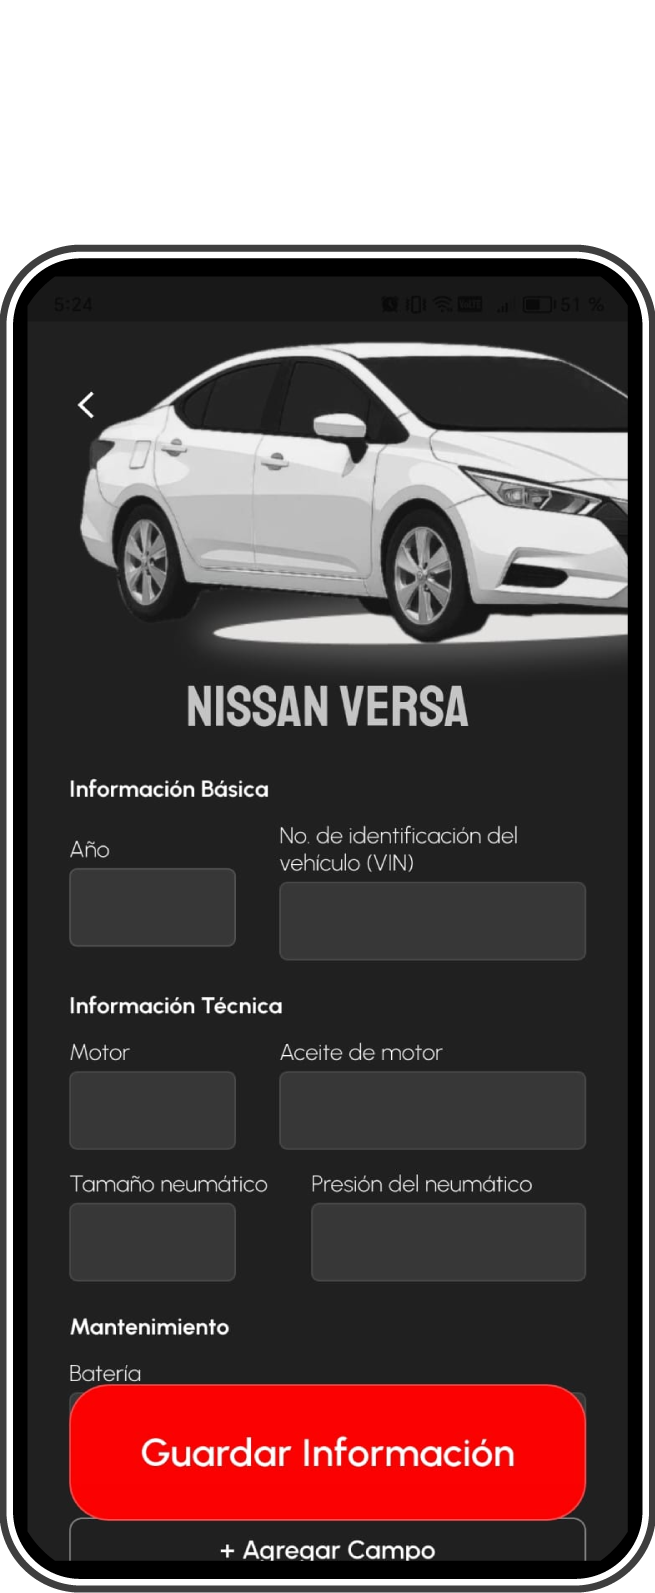 5:24
51 %
NISSAN VERSA
Información Básica
Año
No. de identificación del
vehículo (VIN)
Información Técnica
Motor
Aceite de motor
Tamaño neumático
Presión del neumático
Mantenimiento
Batería
Guardar Información
+ Agregar Campo